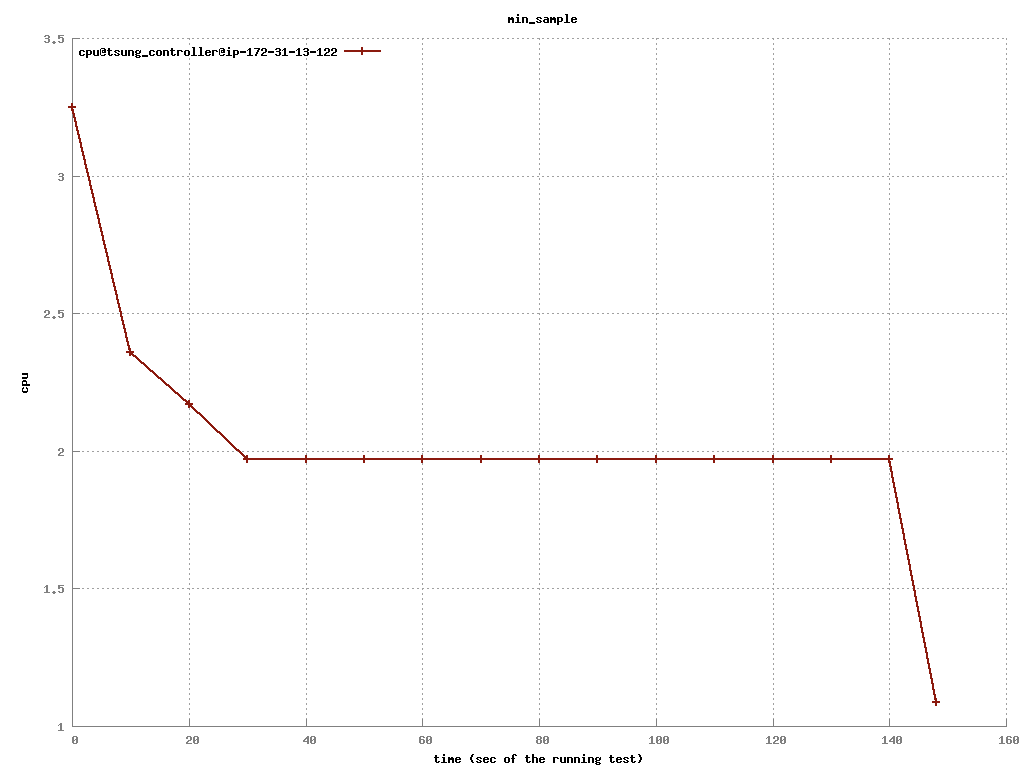 min_sample
3.5
cpu@tsung_controller@ip-172-31-13-122
3
2.5
cpu
2
1.5
1
0 20 40 60 80 100 120 140 160
time (sec of the running test)